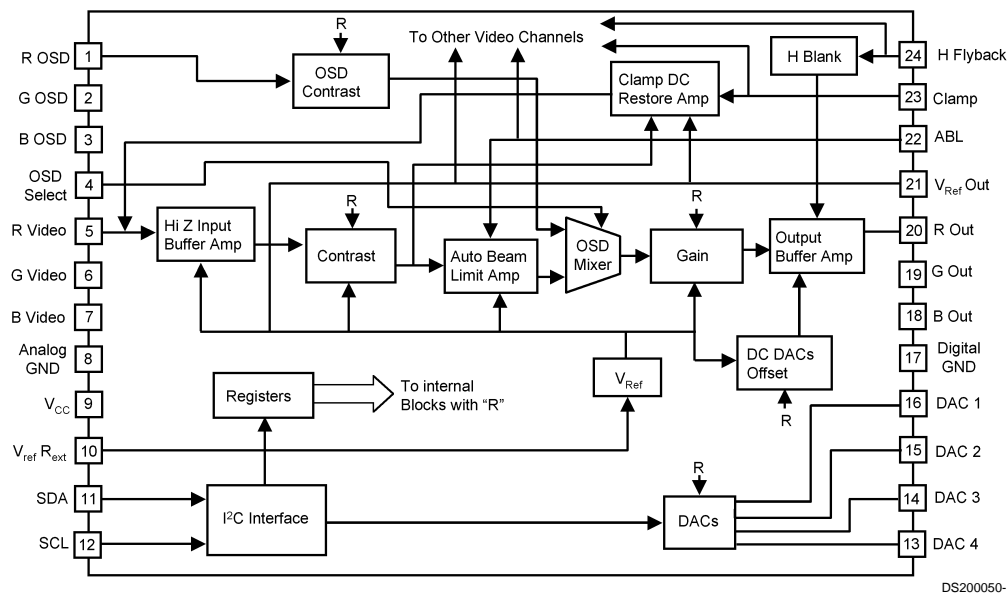 R OSD
1
G OSD
2
B OSD
3
OSD
Select
4
R Video
5
G Video
6
B Video
7
Analog
GND
8
VCC
9
Vref Rext
10
SDA
11
SCL
12
R
OSD
Contrast
To Other Video Channels
Clamp DC
Restore Amp
H Blank
Hi Z Input
Buffer Amp
R
Contrast
Auto Beam
Limit Amp
OSD
Mixer
R
Gain
Output
Buffer Amp
VRef
DC DACs
Offset
R
Registers
To internal
Blocks with “R”
I2C Interface
R
DACs
24
H Flyback
23
Clamp
22
ABL
21
VRef Out
20
R Out
19
G Out
18
B Out
17
Digital
GND
16
DAC 1
15
DAC 2
14
DAC 3
13
DAC 4
DS200050-